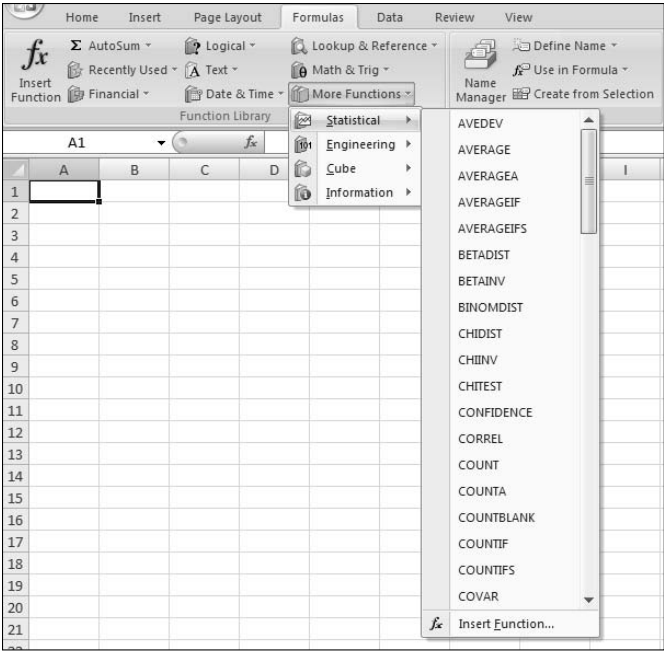 Home Insert Page Layout Formulas Data Review View
fx Σ AutoSum Logical Lookup & Reference Define Name
Recently Used A Text θ Math & Trig fx Use in Formula
Insert Function Financial Date & Time More Functions Name Manager Create from Selection
Function Library
Statistical
Engineering
Cube
Information
A1 fx
A B C D I
1
2
3
4
5
6
7
8
9
10
11
12
13
14
15
16
17
18
19
20
21
22
AVEDEV
AVERAGE
AVERAGEA
AVERAGEIF
AVERAGEIFS
BETADIST
BETAINV
BINOMDIST
CHIDIST
CHIINV
CHITEST
CONFIDENCE
CORREL
COUNT
COUNTA
COUNTBLANK
COUNTIF
COUNTIFS
COVAR
fx Insert Function...